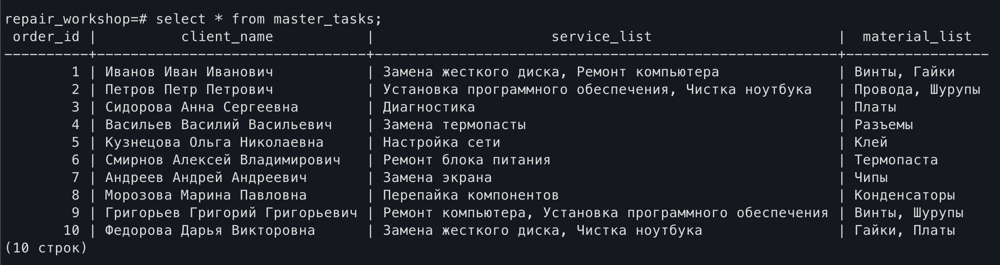 repair_workshop=# select * from master_tasks;
order_id | client_name | service_list | material_list
----------+--------------------------------+-------------------------------------------------------+-----------------
1 | Иванов Иван Иванович | Замена жесткого диска, Ремонт компьютера | Винты, Гайки
2 | Петров Петр Петрович | Установка программного обеспечения, Чистка ноутбука | Провода, Шурупы
3 | Сидорова Анна Сергеевна | Диагностика | Платы
4 | Васильев Василий Васильевич | Замена термопасты | Разъемы
5 | Кузнецова Ольга Николаевна | Настройка сети | Клей
6 | Смирнов Алексей Владимирович | Ремонт блока питания | Термопаста
7 | Андреев Андрей Андреевич | Замена экрана | Чипы
8 | Морозова Марина Павловна | Перепайка компонентов | Конденсаторы
9 | Григорьев Григорий Григорьевич | Ремонт компьютера, Установка программного обеспечения | Винты, Шурупы
10 | Федорова Дарья Викторовна | Замена жесткого диска, Чистка ноутбука | Гайки, Платы
(10 строк)